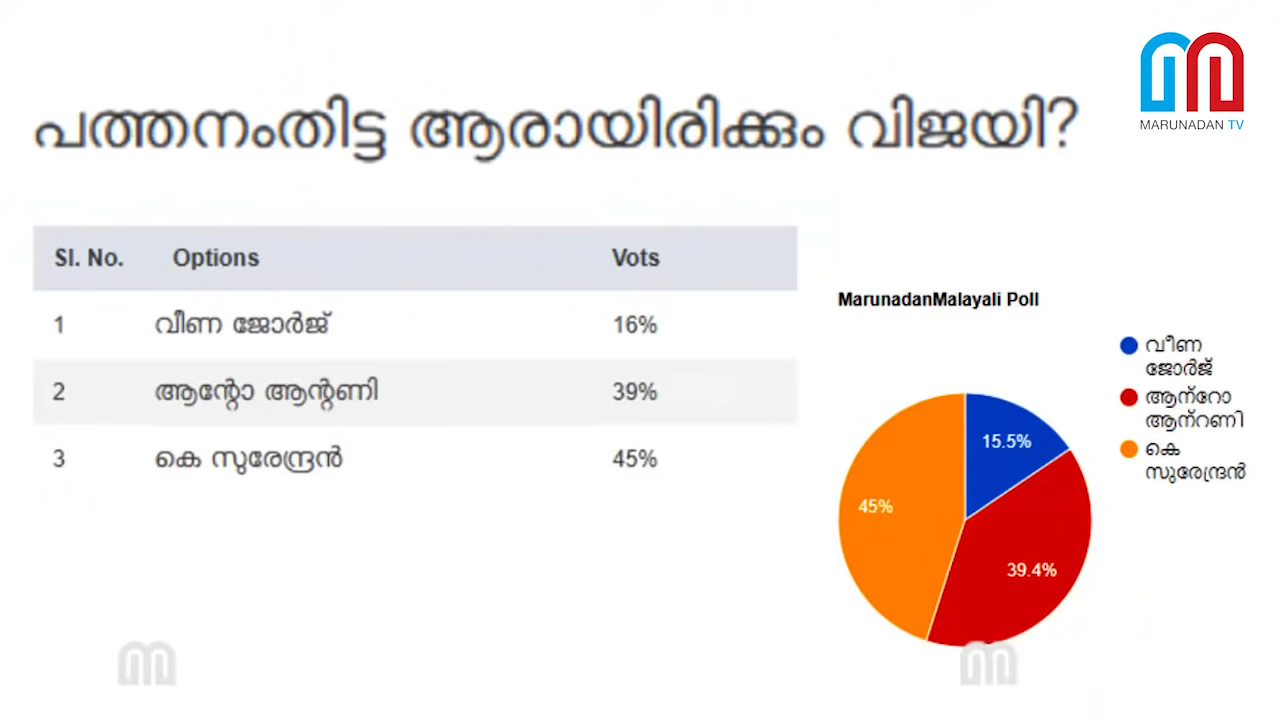 MARUNADAN TV
പത്തനംതിട്ട ആരായിരിക്കും വിജയി?
Sl. No. Options Vots
1 വീണ ജോർജ് 16%
2 ആന്റോ ആന്റണി 39%
3 കെ സുരേന്ദ്രൻ 45%
MarunadanMalayali Poll
വീണ
ജോർജ്
ആന്‌റോ
ആന്‌റണി
കെ
സുരേന്ദ്രൻ
15.5%
45%
39.4%